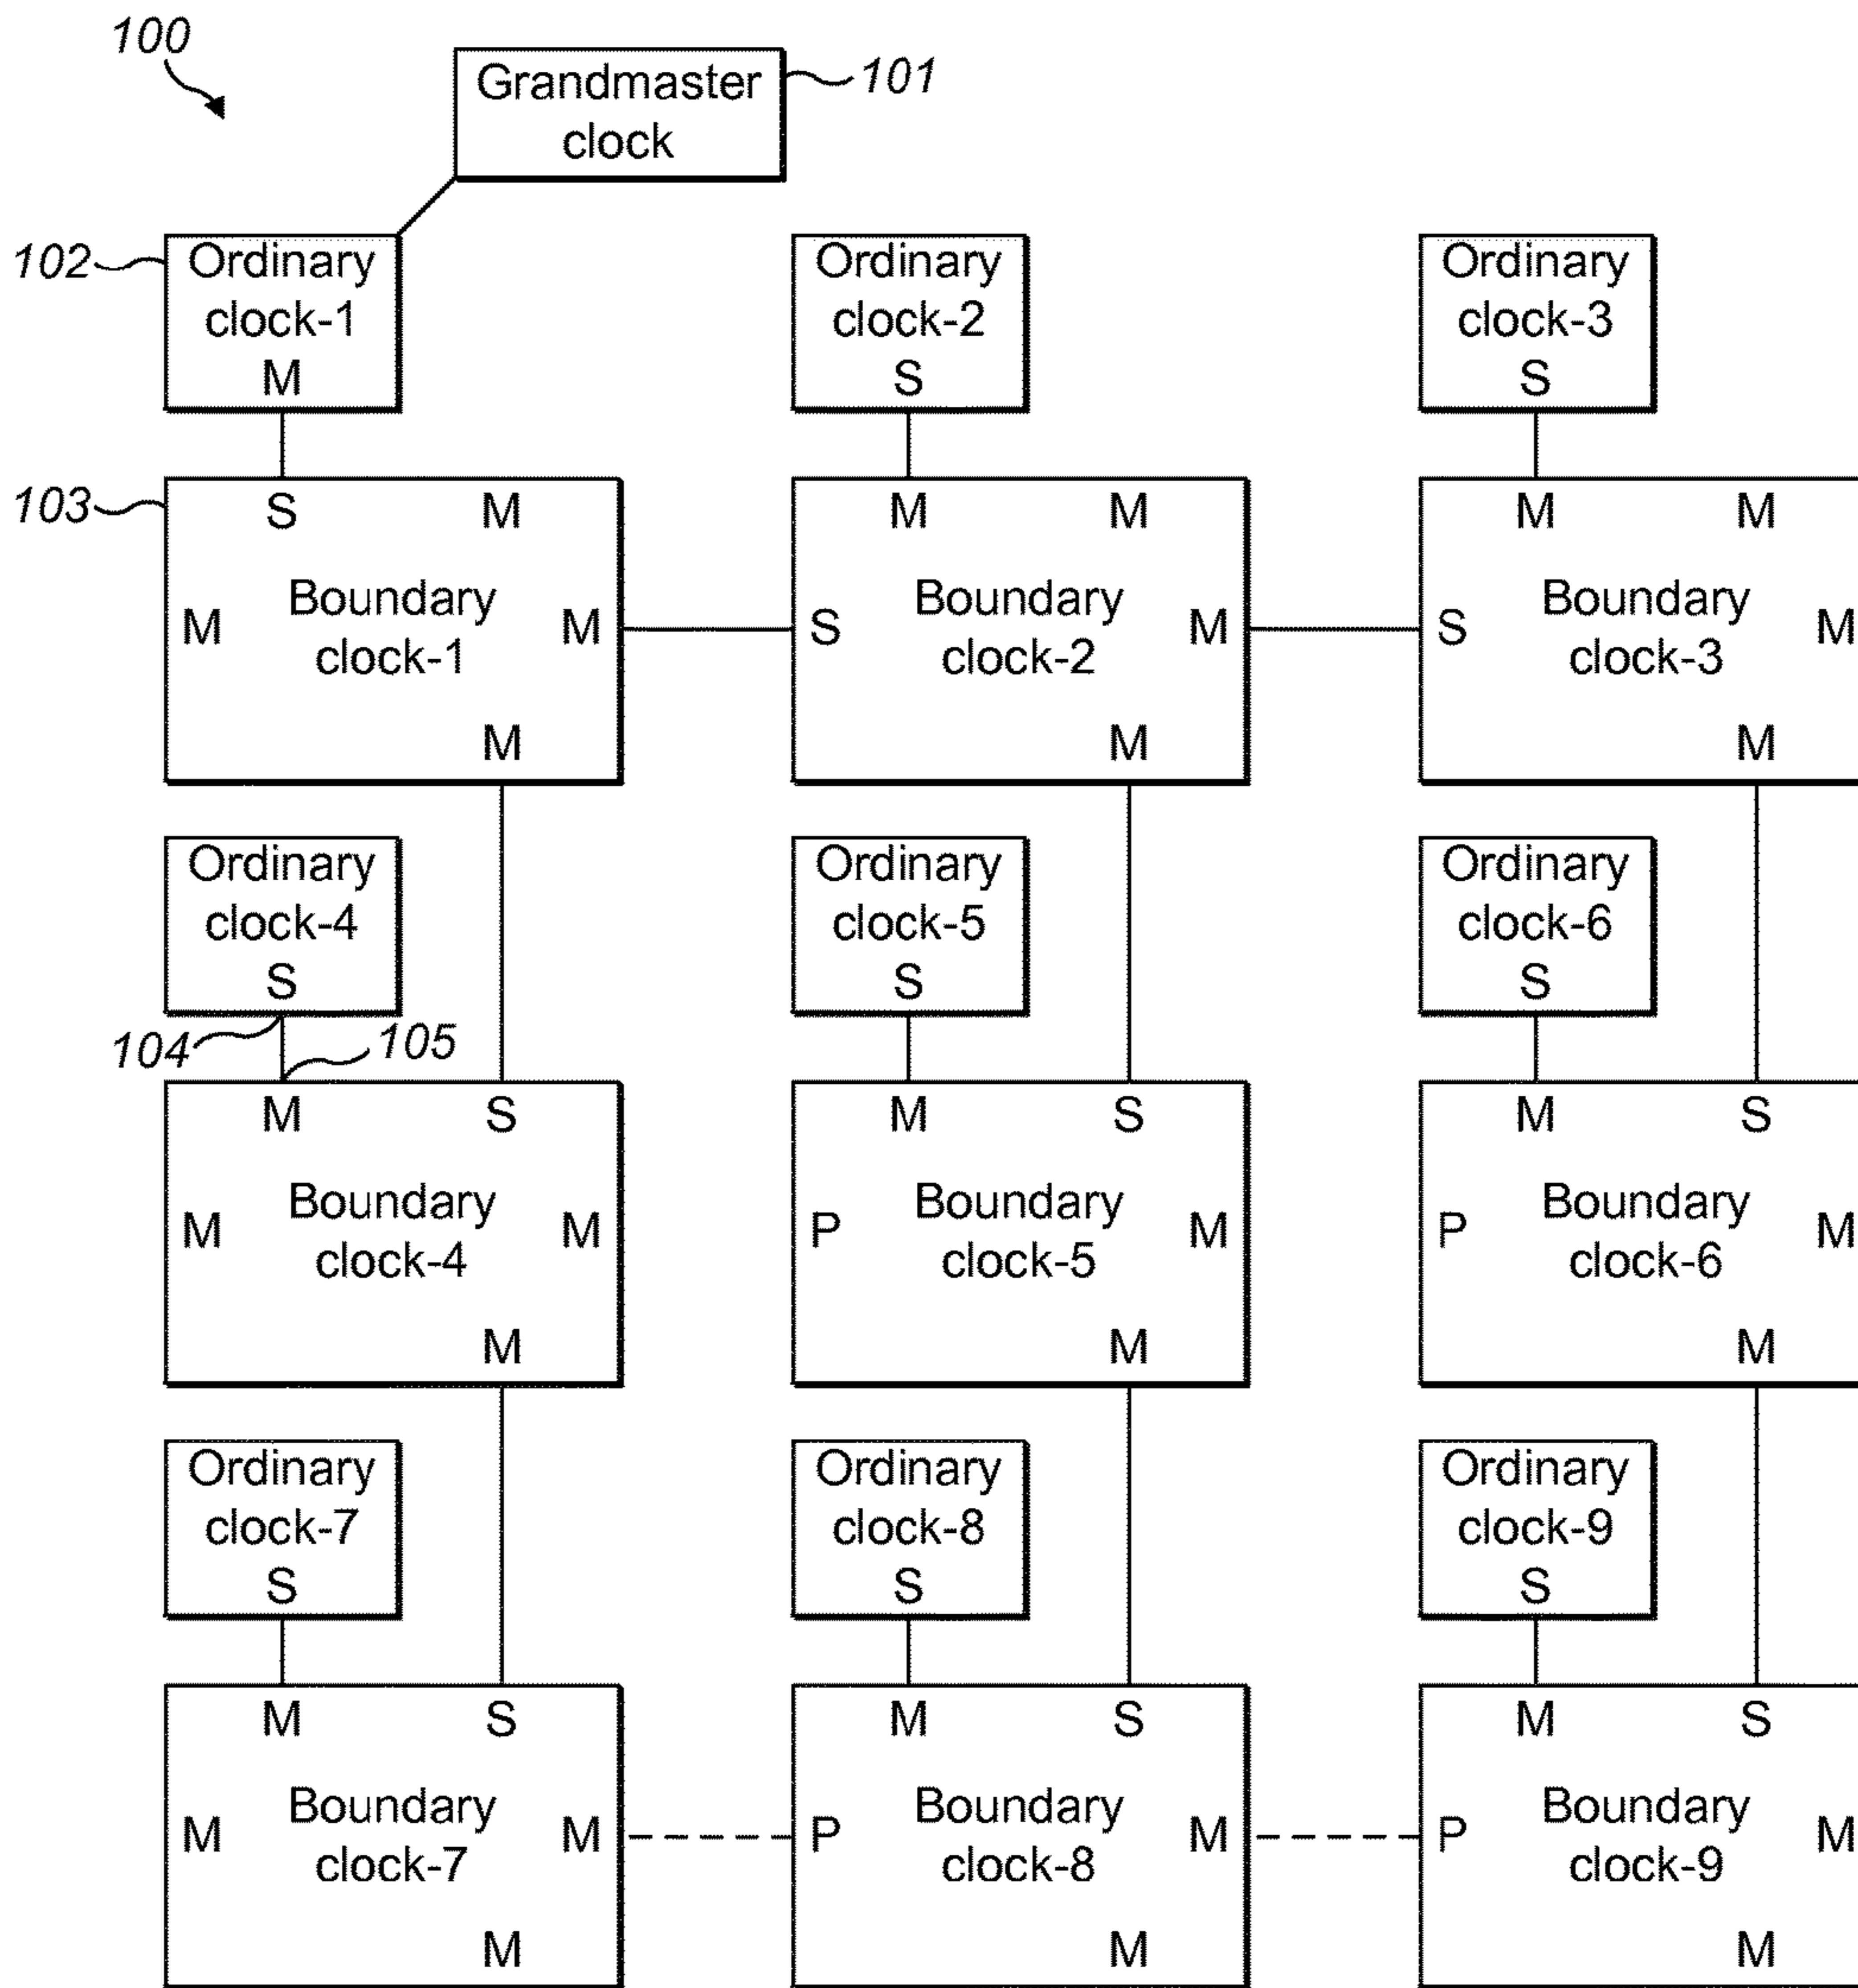 100
Grandmaster
clock
101
102
Ordinary
clock-1
M
Ordinary
clock-2
S
Ordinary
clock-3
S
103
S M
M Boundary M
clock-1
M
M M
S Boundary M
clock-2
M
M M
S Boundary M
clock-3
M
Ordinary
clock-4
S
Ordinary
clock-5
S
Ordinary
clock-6
S
104
105
M S
M Boundary M
clock-4
M
M S
P Boundary M
clock-5
M
M S
P Boundary M
clock-6
M
Ordinary
clock-7
S
Ordinary
clock-8
S
Ordinary
clock-9
S
M S
M Boundary M
clock-7
M
M S
P Boundary M
clock-8
M
M S
P Boundary M
clock-9
M